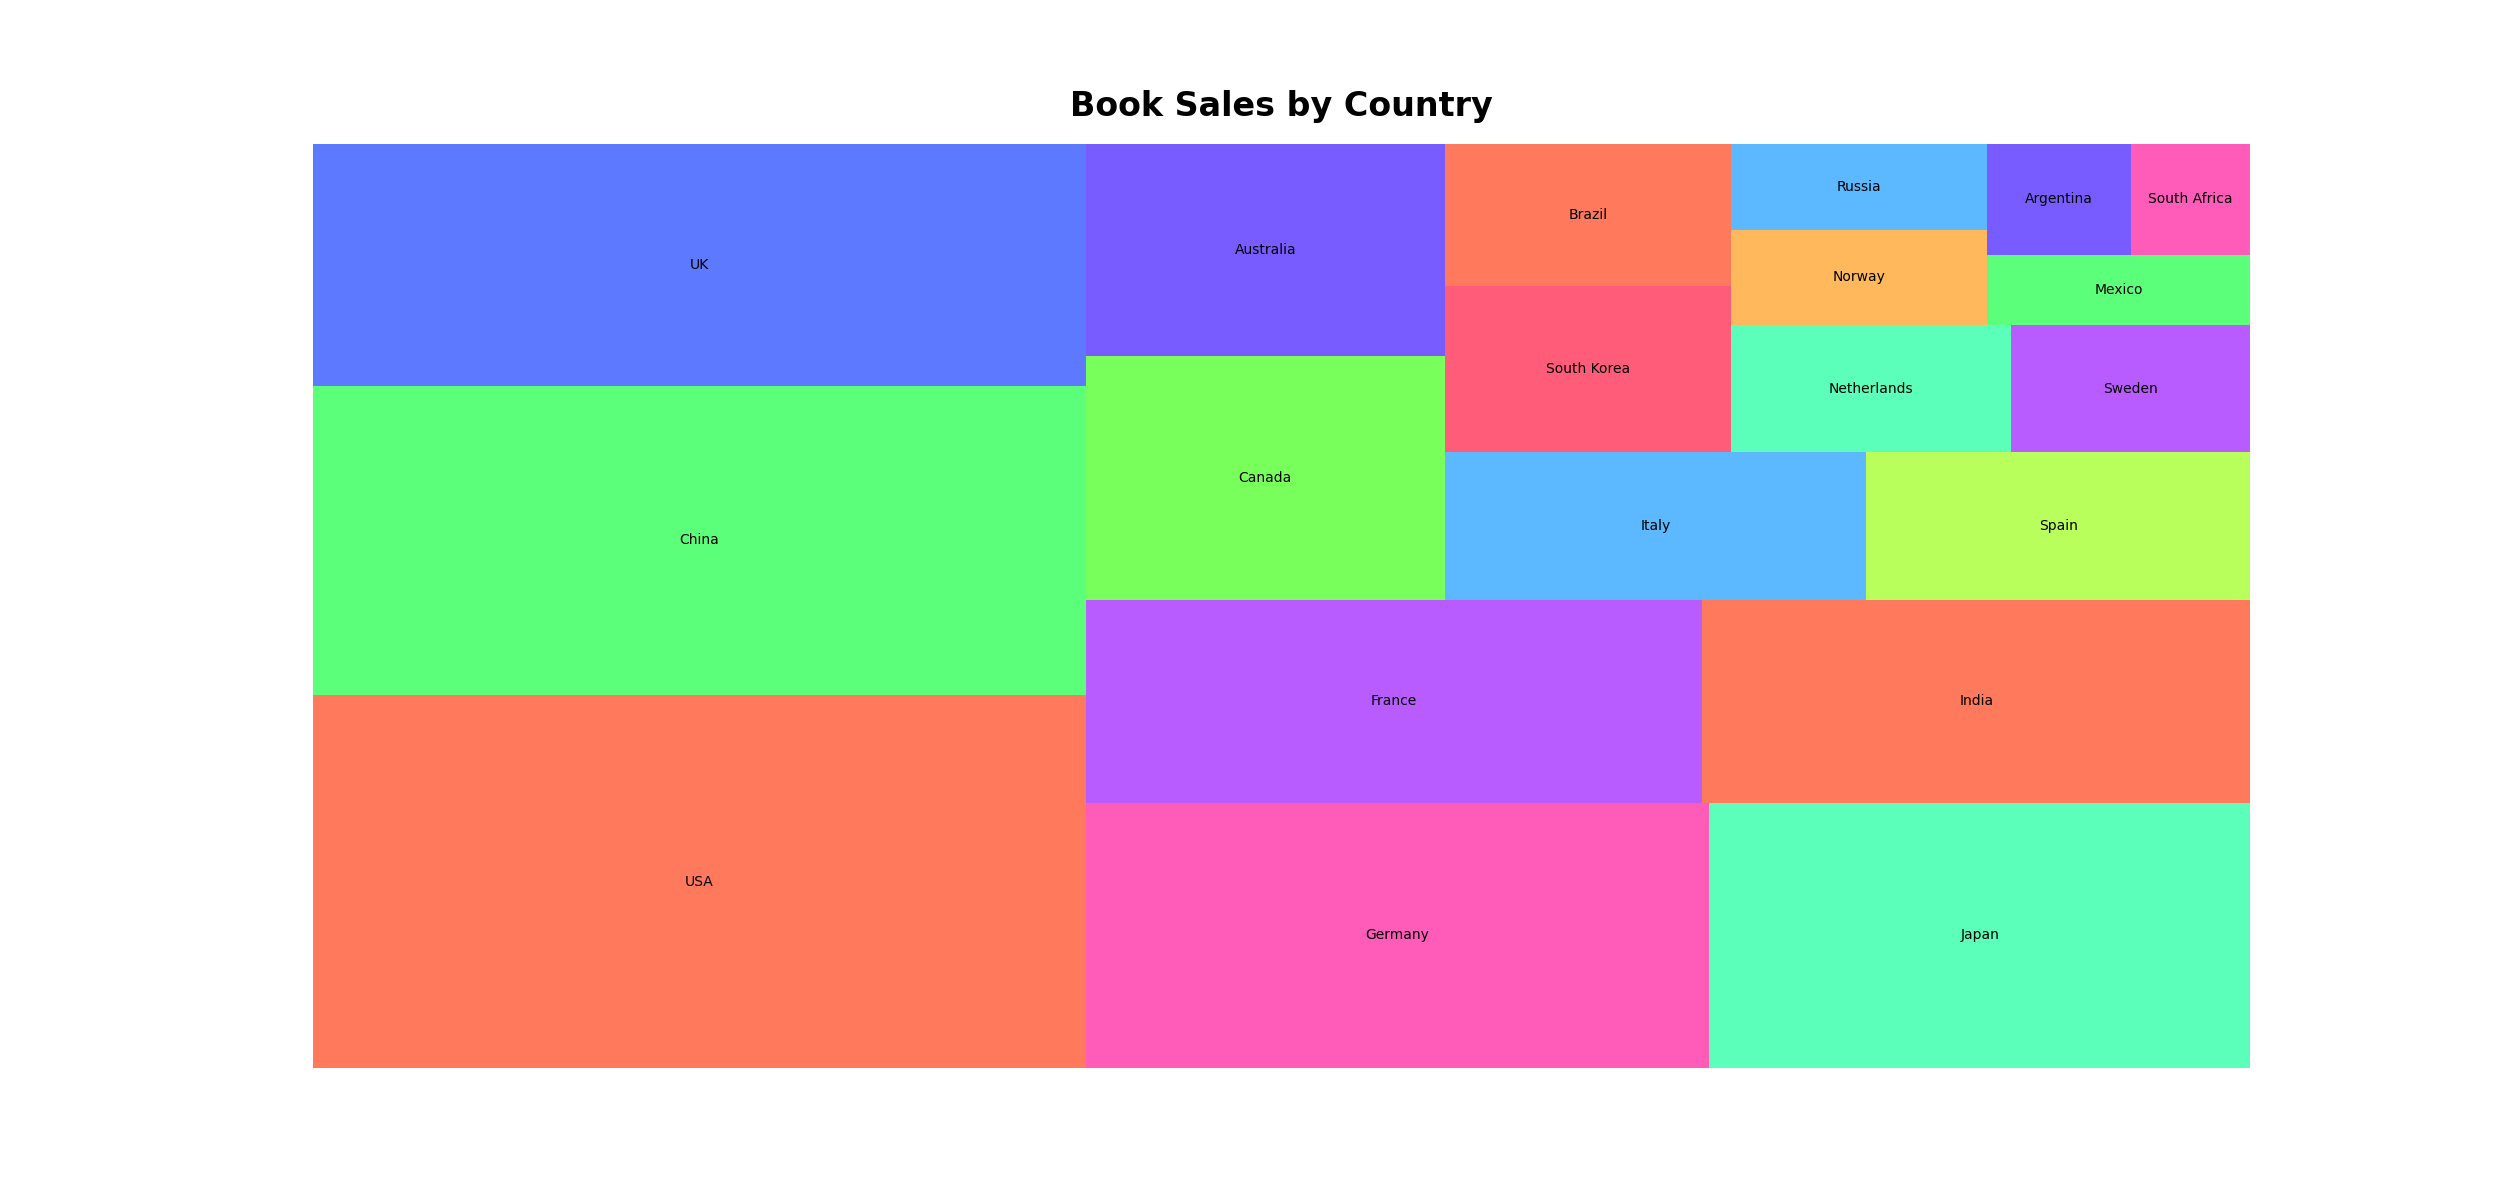 Book Sales by Country
UK
China
USA
Australia
Canada
Brazil
South Korea
Russia
Norway
Argentina
South Africa
Mexico
Netherlands
Sweden
Italy
Spain
France
India
Germany
Japan